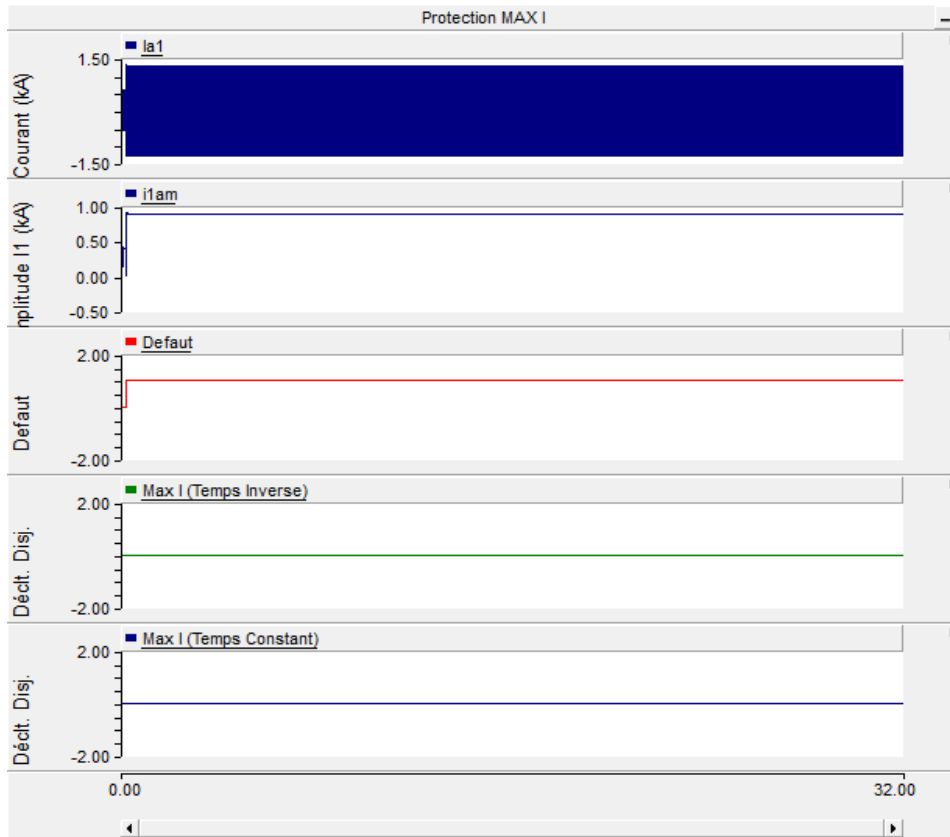 Protection MAX I
Ia1
Courant (kA)
1.50
-1.50
i1am
nplitude I1 (kA)
1.00
0.50
0.00
-0.50
Defaut
Defaut
2.00
-2.00
Max I (Temps Inverse)
Déclt. Disj.
2.00
-2.00
Max I (Temps Constant)
Déclt. Disj.
2.00
-2.00
0.00
32.00